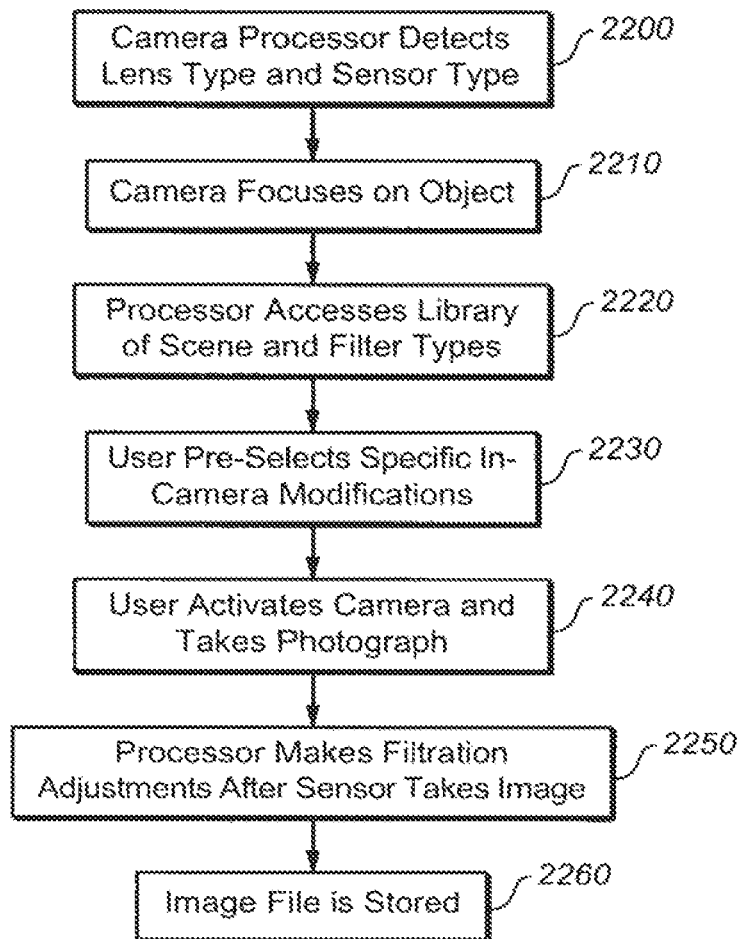 Camera Processor Detects
Lens Type and Sensor Type
2200
Camera Focuses on Object
2210
Processor Accesses Library
of Scene and Filter Types
2220
User Pre-Selects Specific In-
Camera Modifications
2230
User Activates Camera and
Takes Photograph
2240
Processor Makes Filtration
Adjustments After Sensor Takes Image
2250
Image File is Stored
2260